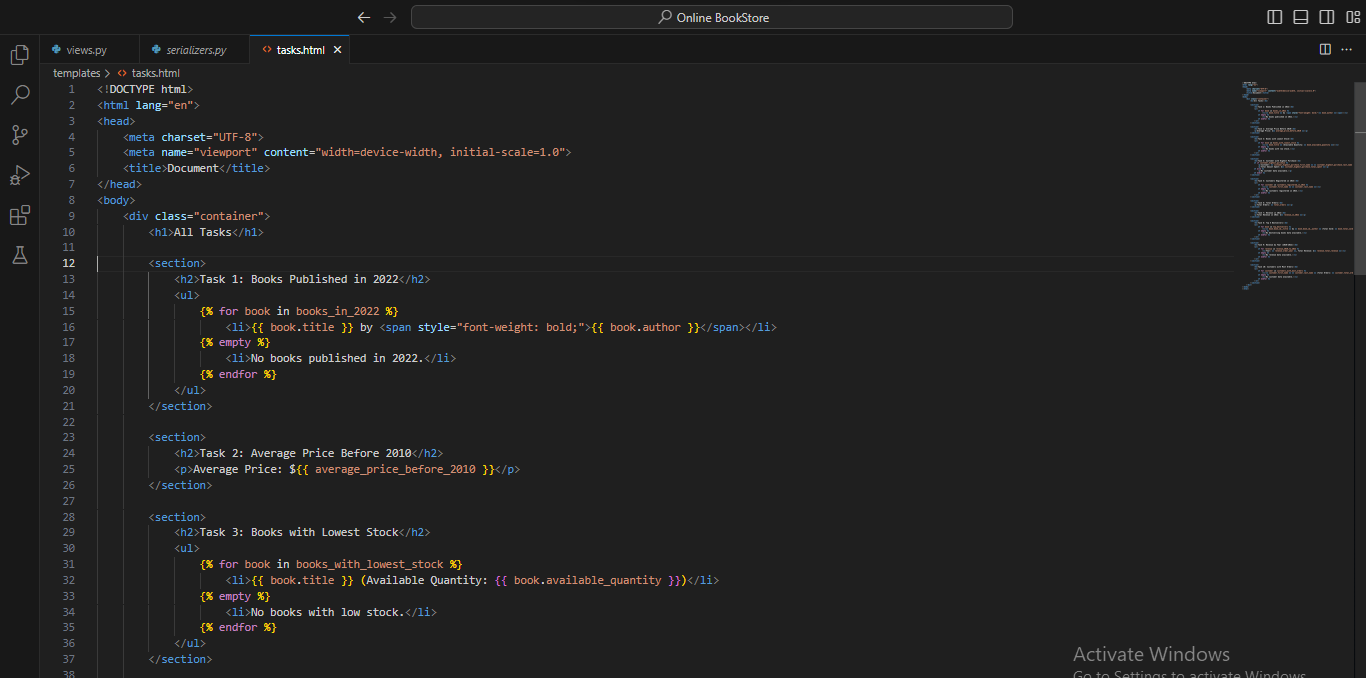 Online BookStore
views.py
serializers.py
tasks.html
templates > tasks.html
1 <!DOCTYPE html>
2 <html lang="en">
3 <head>
4 <meta charset="UTF-8">
5 <meta name="viewport" content="width=device-width, initial-scale=1.0">
6 <title>Document</title>
7 </head>
8 <body>
9 <div class="container">
10 <h1>All Tasks</h1>
11
12 <section>
13 <h2>Task 1: Books Published in 2022</h2>
14 <ul>
15 {% for book in books_in_2022 %}
16 <li>{{ book.title }} by <span style="font-weight: bold;">{{ book.author }}</span></li>
17 {% empty %}
18 <li>No books published in 2022.</li>
19 {% endfor %}
20 </ul>
21 </section>
22
23 <section>
24 <h2>Task 2: Average Price Before 2010</h2>
25 <p>Average Price: ${{ average_price_before_2010 }}</p>
26 </section>
27
28 <section>
29 <h2>Task 3: Books with Lowest Stock</h2>
30 <ul>
31 {% for book in books_with_lowest_stock %}
32 <li>{{ book.title }} (Available Quantity: {{ book.available_quantity }})</li>
33 {% empty %}
34 <li>No books with low stock.</li>
35 {% endfor %}
36 </ul>
37 </section>
38
Activate Windows
Go to Settings to activate Windows.